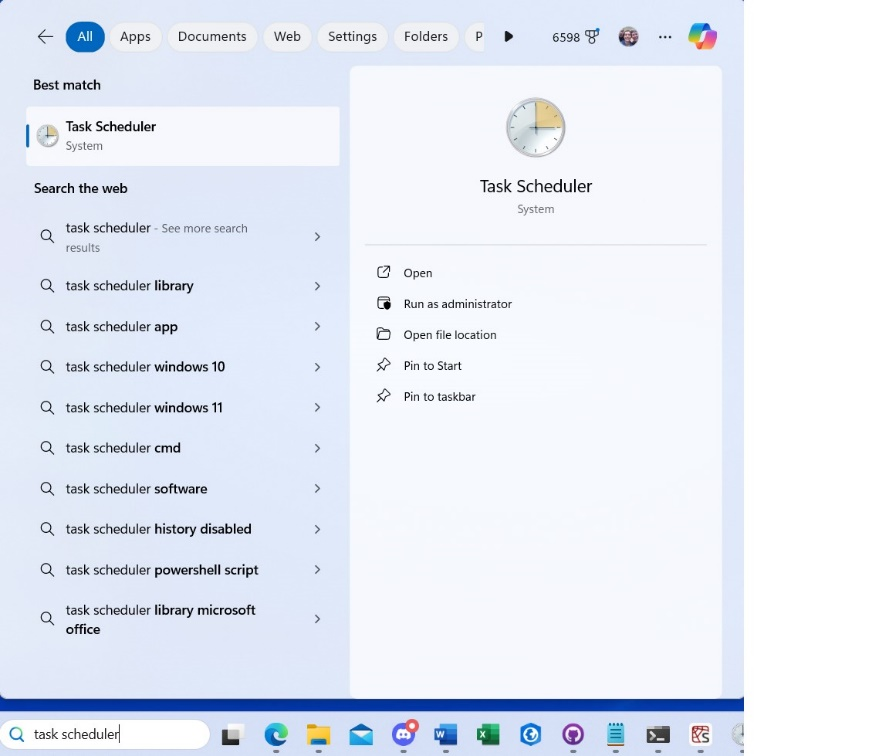 All
Apps
Documents
Web
Settings
Folders
P
6598
Best match
Task Scheduler
System
Search the web
task scheduler - See more search
results
task scheduler library
task scheduler app
task scheduler windows 10
task scheduler windows 11
task scheduler cmd
task scheduler software
task scheduler history disabled
task scheduler powershell script
task scheduler library microsoft
office
Task Scheduler
System
Open
Run as administrator
Open file location
Pin to Start
Pin to taskbar
task scheduler